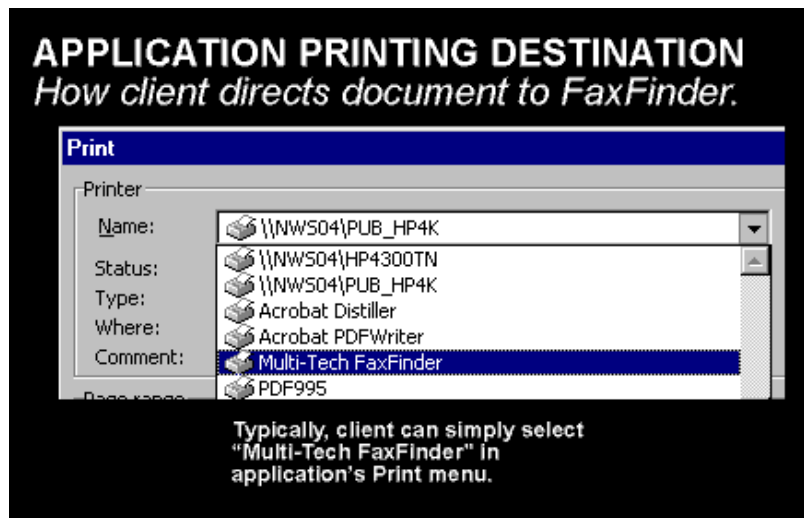 APPLICATION PRINTING DESTINATION
How client directs document to FaxFinder.
Print
Printer
Name:
\\NWS04\PUB_HP4K
\\NWS04\HP4300TN
Status:
\\NWS04\PUB_HP4K
Type:
Acrobat Distiller
Where:
Acrobat PDFWriter
Comment:
Multi-Tech FaxFinder
Page range
PDF995
Typically, client can simply select
“Multi-Tech FaxFinder" in
application's Print menu.